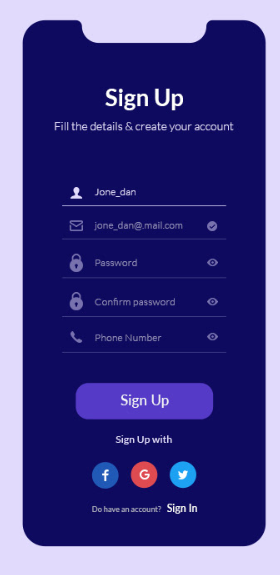 Sign Up
Fill the details & create your account
Jone_dan
jone_dan@.mail.com
Password
Confirm password
Phone Number
Sign Up
Sign Up with
f G
Do have an account? Sign In